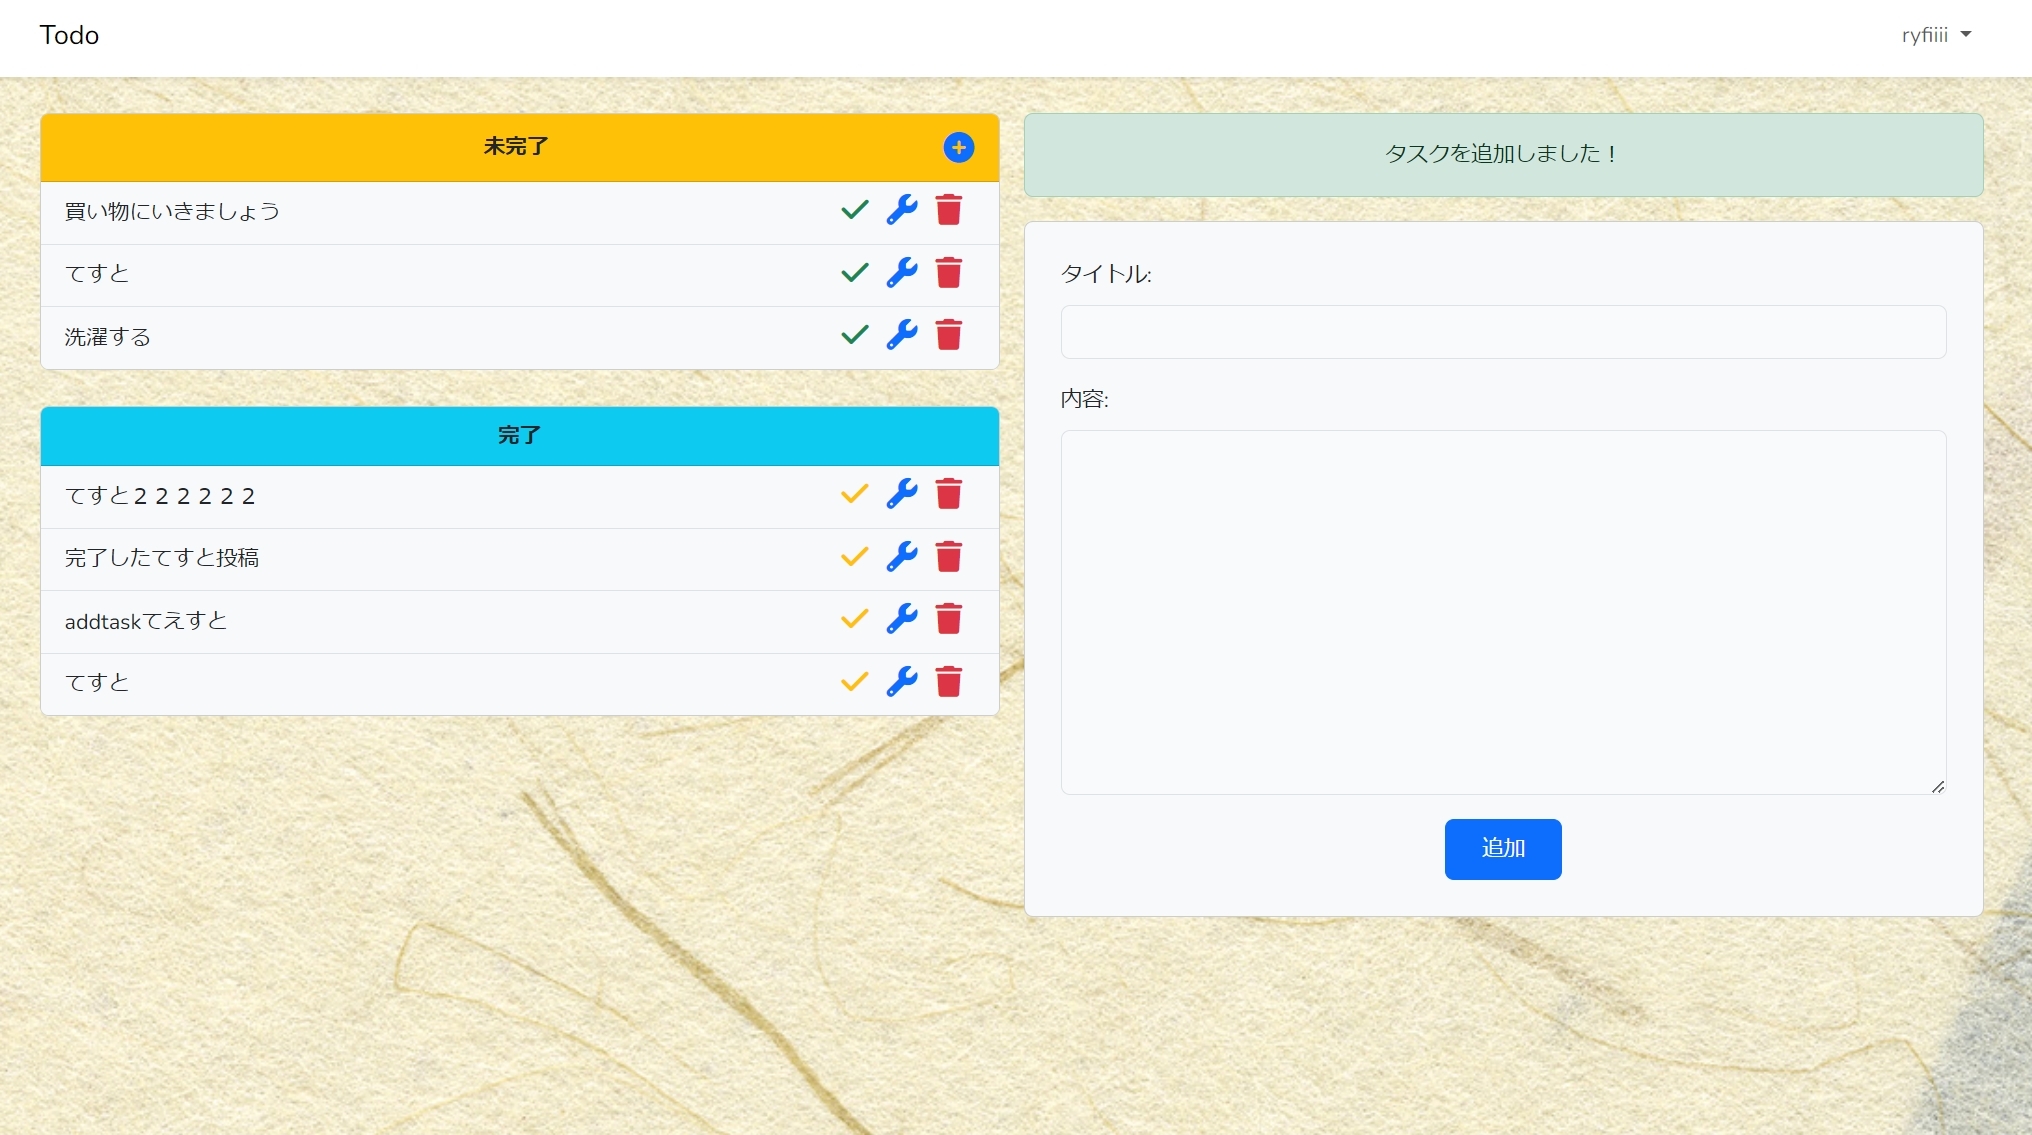 Todo
ryfiiii
未完了
買い物にいきましょう
てすと
洗濯する
完了
てすと２２２２２２
完了したてすと投稿
addtaskてえすと
てすと
タスクを追加しました！
タイトル:
内容:
追加